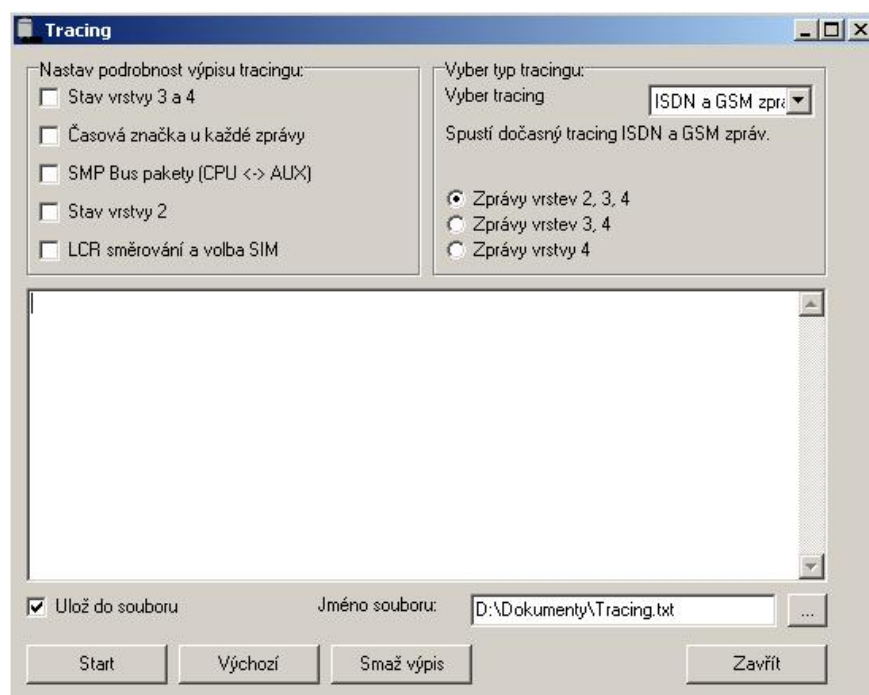 Tracing
Nastav podrobnost výpisu tracingu:
Stav vrstvy 3 a 4
Časová značka u každé zprávy
SMP Bus pakety (CPU <-> AUX)
Stav vrstvy 2
LCR směrování a volba SIM
Vyber typ tracingu:
Vyber tracing
ISDN a GSM
Spustí dočasný tracing ISDN a GSM zpráv.
Zprávy vrstev 2, 3, 4
Zprávy vrstev 3, 4
Zprávy vrstvy 4
Ulož do souboru
Jméno souboru:
D:\Dokumenty\Tracing.txt
...
Start
Výchozí
Smaž výpis
Zavřít